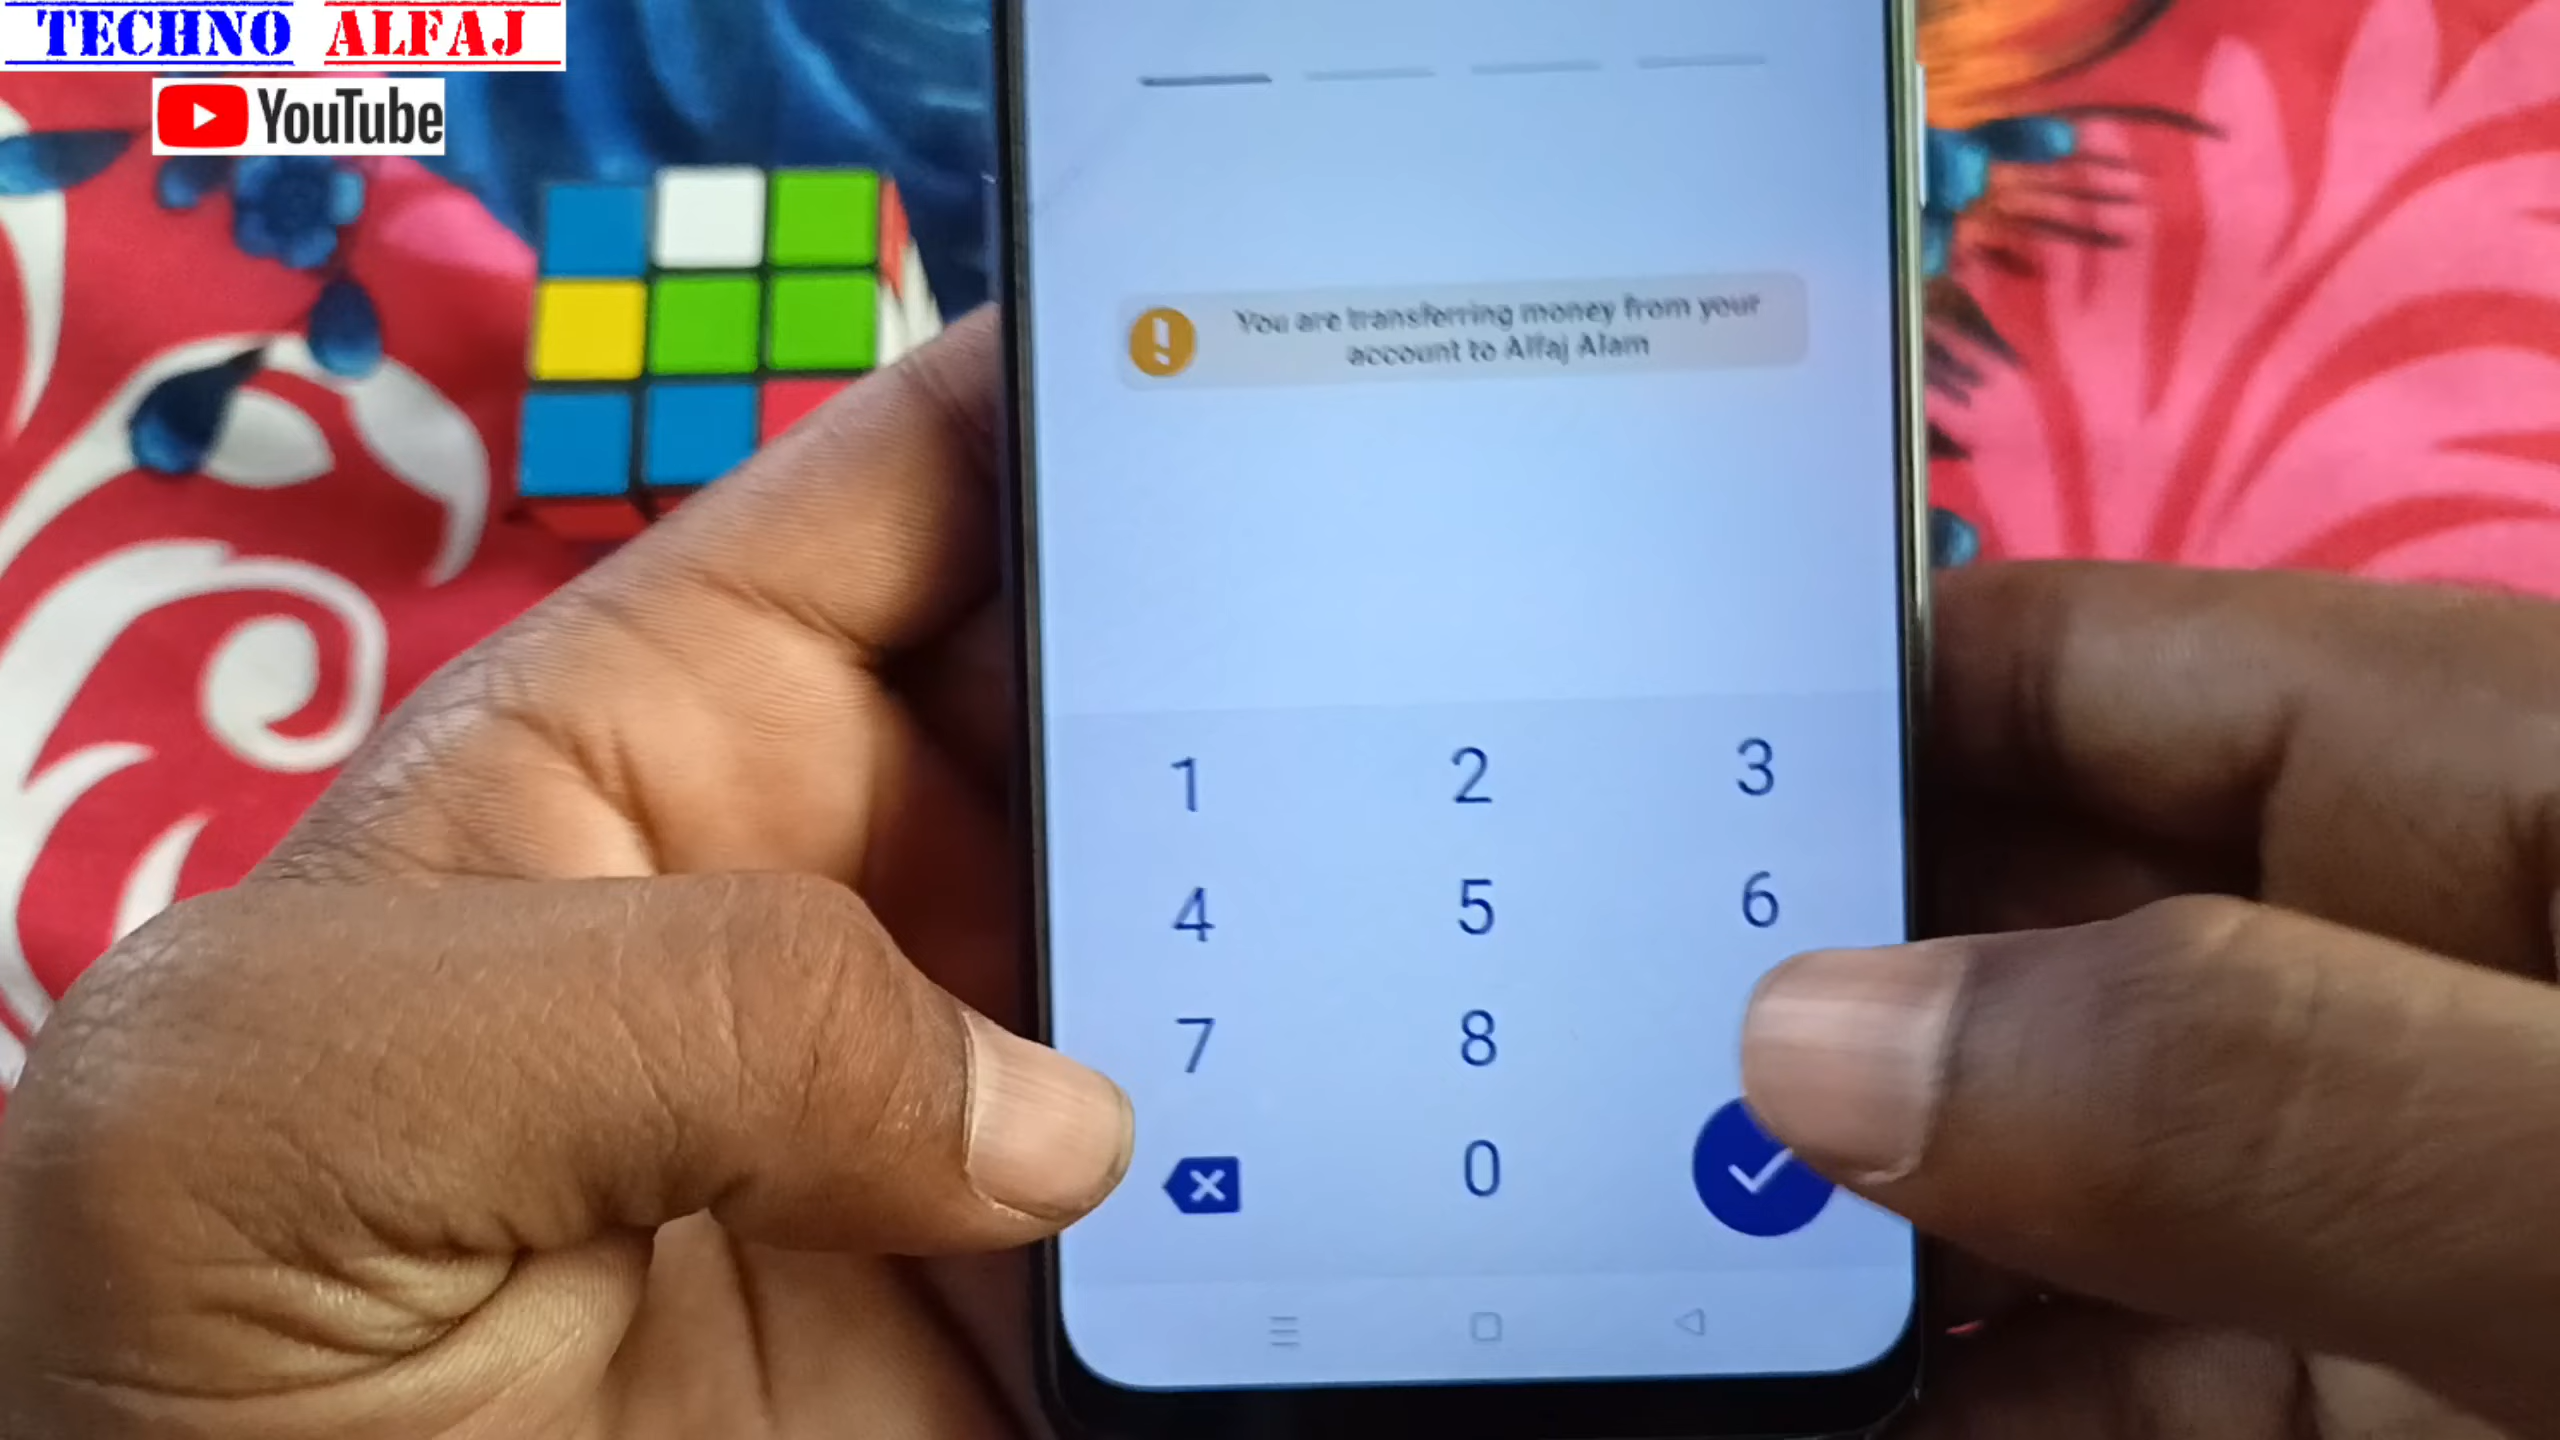 TECHNO ALFAJ
YouTube
You are transferring money from your
account to Alfaj Alam
1 2 3
4 5 6
7 8
0